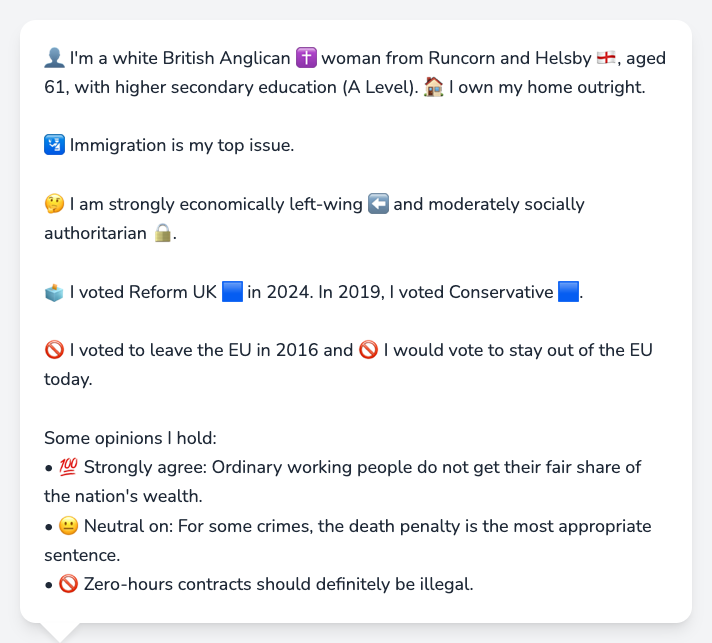 👤 I'm a white British Anglican ✝️ woman from Runcorn and Helsby 🏴󠁧󠁢󠁥󠁮󠁧󠁿, aged
61, with higher secondary education (A Level). 🏠 I own my home outright.
🛂 Immigration is my top issue.
🤔 I am strongly economically left-wing ⬅️ and moderately socially
authoritarian 🔒.
🗳️ I voted Reform UK 🟦 in 2024. In 2019, I voted Conservative 🟦.
🚫 I voted to leave the EU in 2016 and 🚫 I would vote to stay out of the EU
today.
Some opinions I hold:
• 💯 Strongly agree: Ordinary working people do not get their fair share of
the nation's wealth.
• 😐 Neutral on: For some crimes, the death penalty is the most appropriate
sentence.
• 🚫 Zero-hours contracts should definitely be illegal.